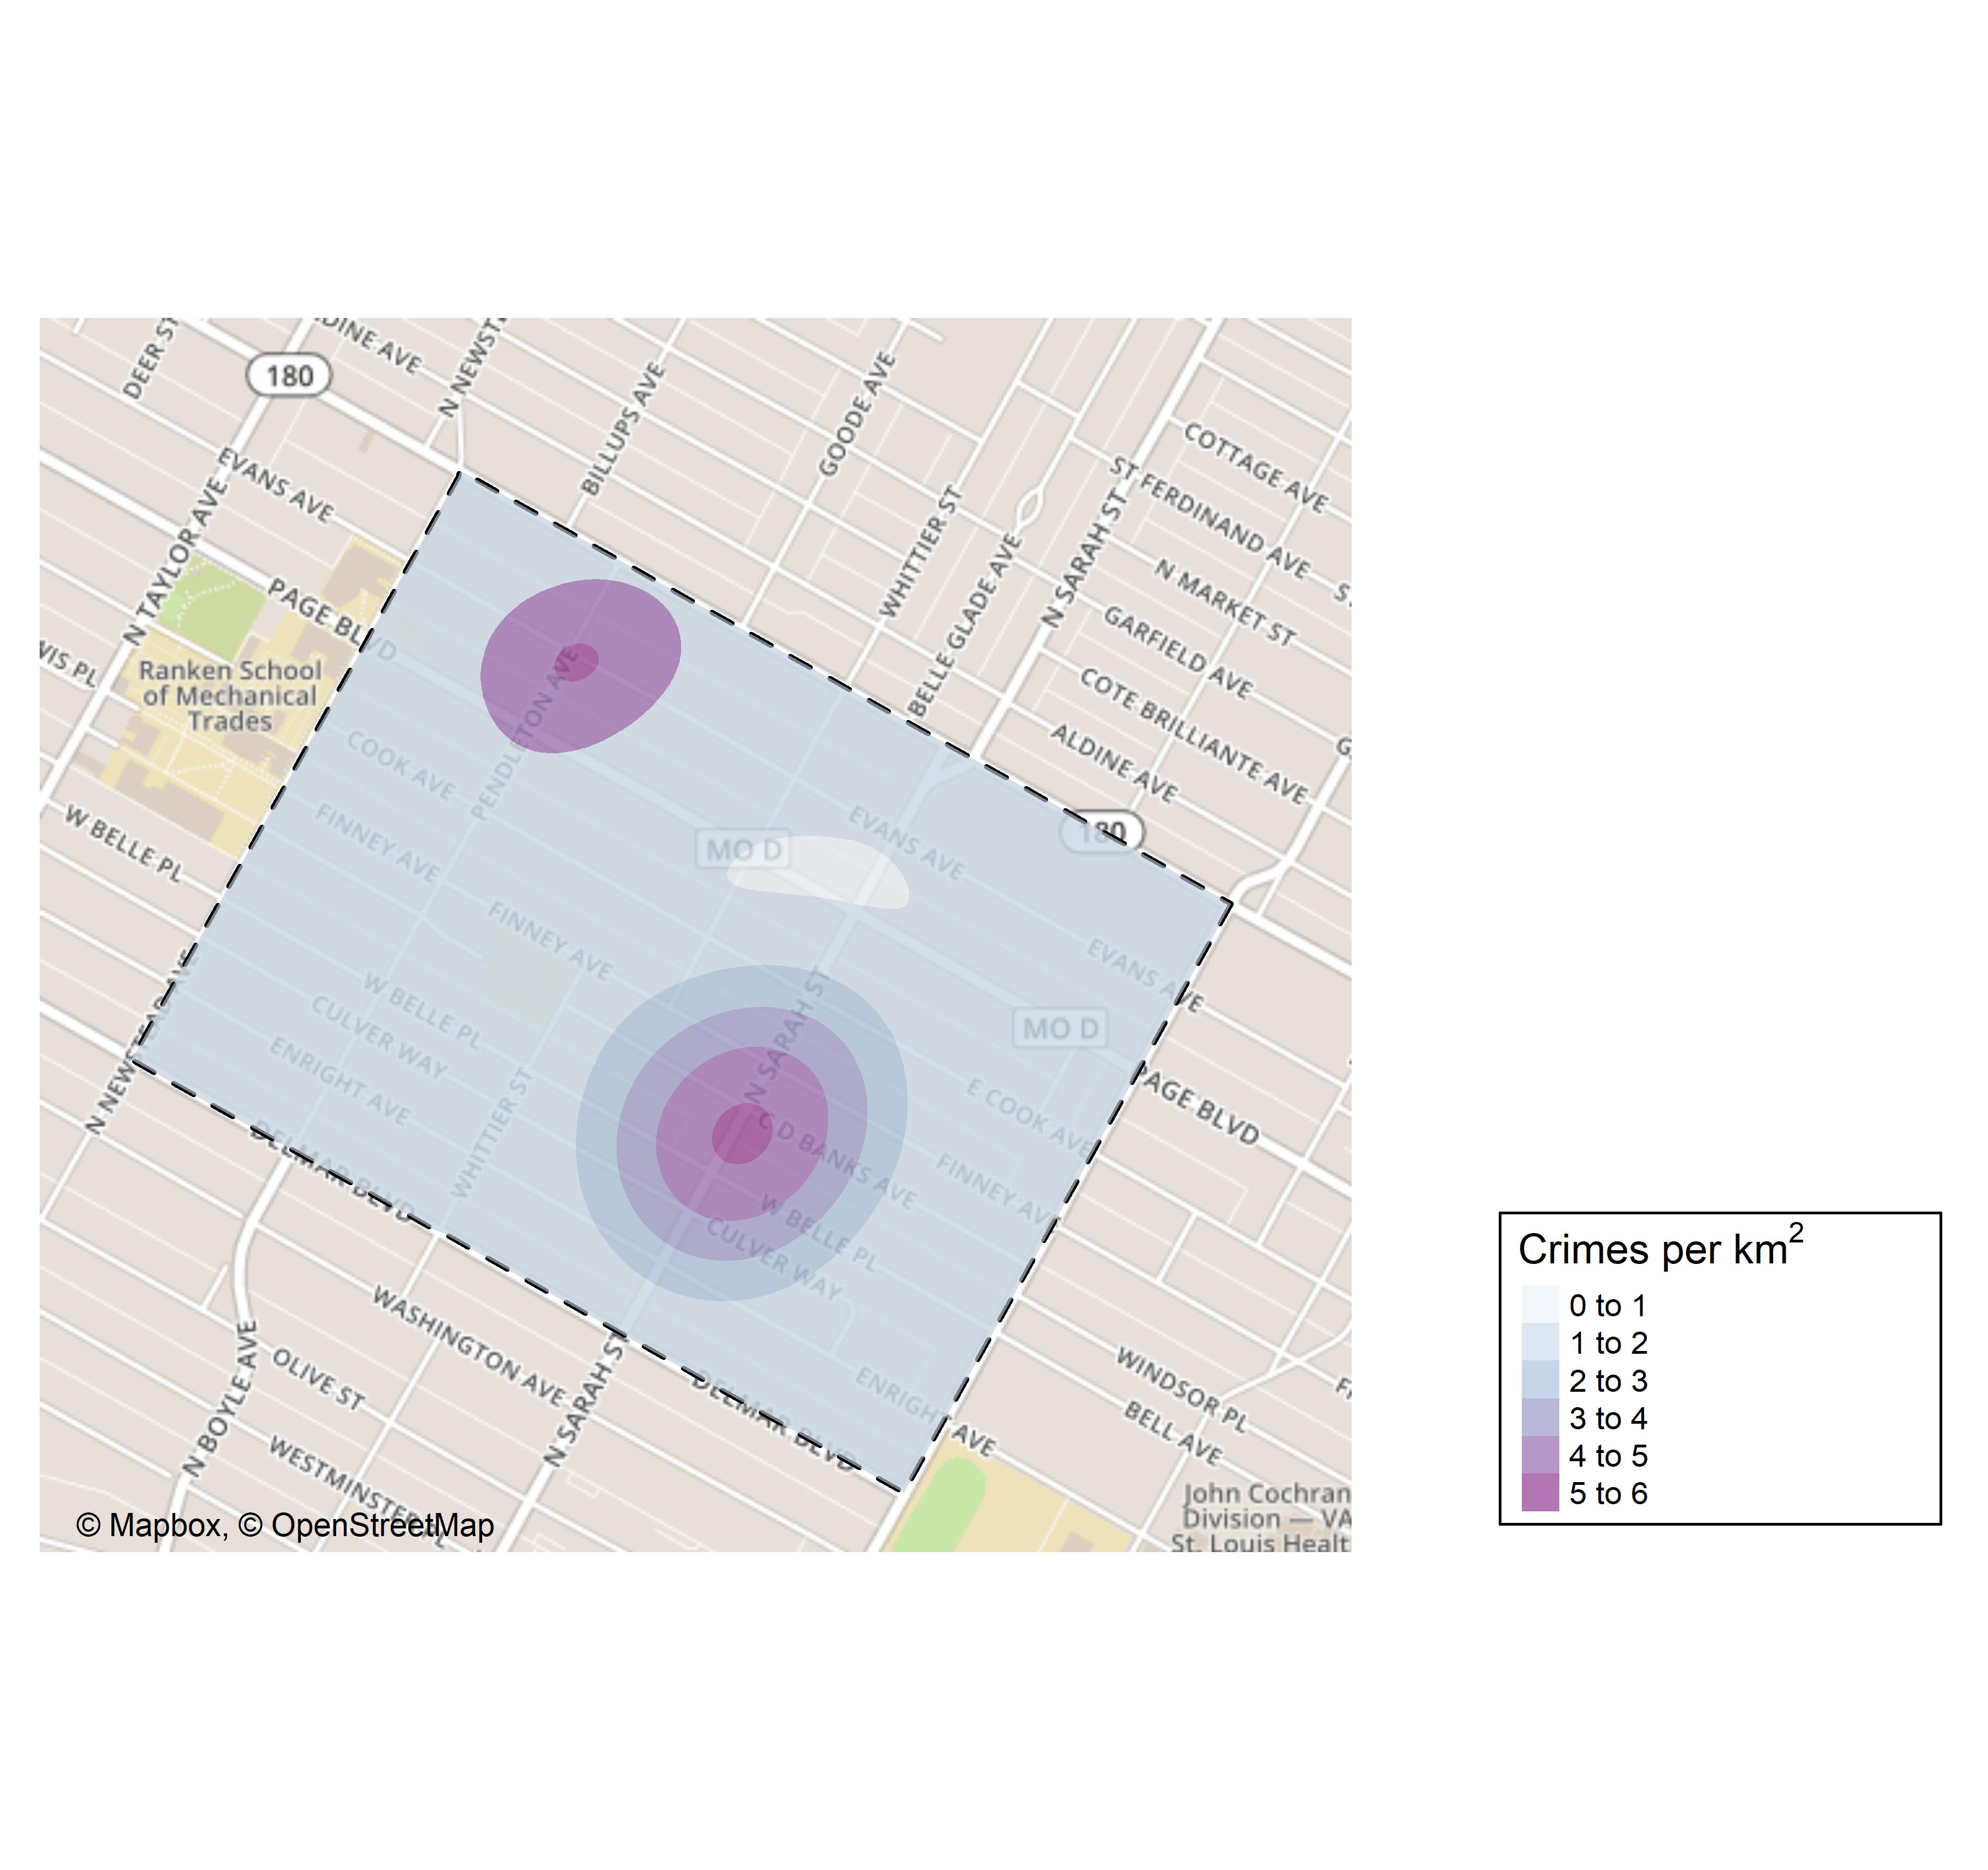 DEER ST
DINE AVE
N NEWST
180
BILLUPS AVE
GOODE AVE
COTTAGE AVE
ST FERDINAND AVE
S
EVANS AVE
N TAYLOR AVE
WHITTIER ST
BELLE GLADE AVE
N SARAH ST
N MARKET ST
GARFIELD AVE
PAGE BLVD
VIS PL
Ranken School
of Mechanical
Trades
COTE BRILLIANTE AVE
G
ALDINE AVE
COOK AVE
PENDLETON AVE
W BELLE PL
FINNEY AVE
MO D
EVANS AVE
180
FINNEY AVE
EVANS AVE
W BELLE PL
CULVER WAY
N SARAH ST
MO D
N NEWSTEAD AVE
ENRIGHT AVE
WHITTIER ST
C D BANKS AVE
E COOK AVE
PAGE BLVD
DELMAR BLVD
FINNEY AVE
W BELLE PL
CULVER WAY
Crimes per km2
0 to 1
1 to 2
2 to 3
3 to 4
4 to 5
5 to 6
WASHINGTON AVE
N BOYLE AVE
OLIVE ST
N SARAH ST
DELMAR BLVD
ENRIGHT AVE
WINDSOR PL
BELL AVE
F
WESTMINSTER PL
John Cochran
Division — VA
St. Louis Healt
© Mapbox, © OpenStreetMap